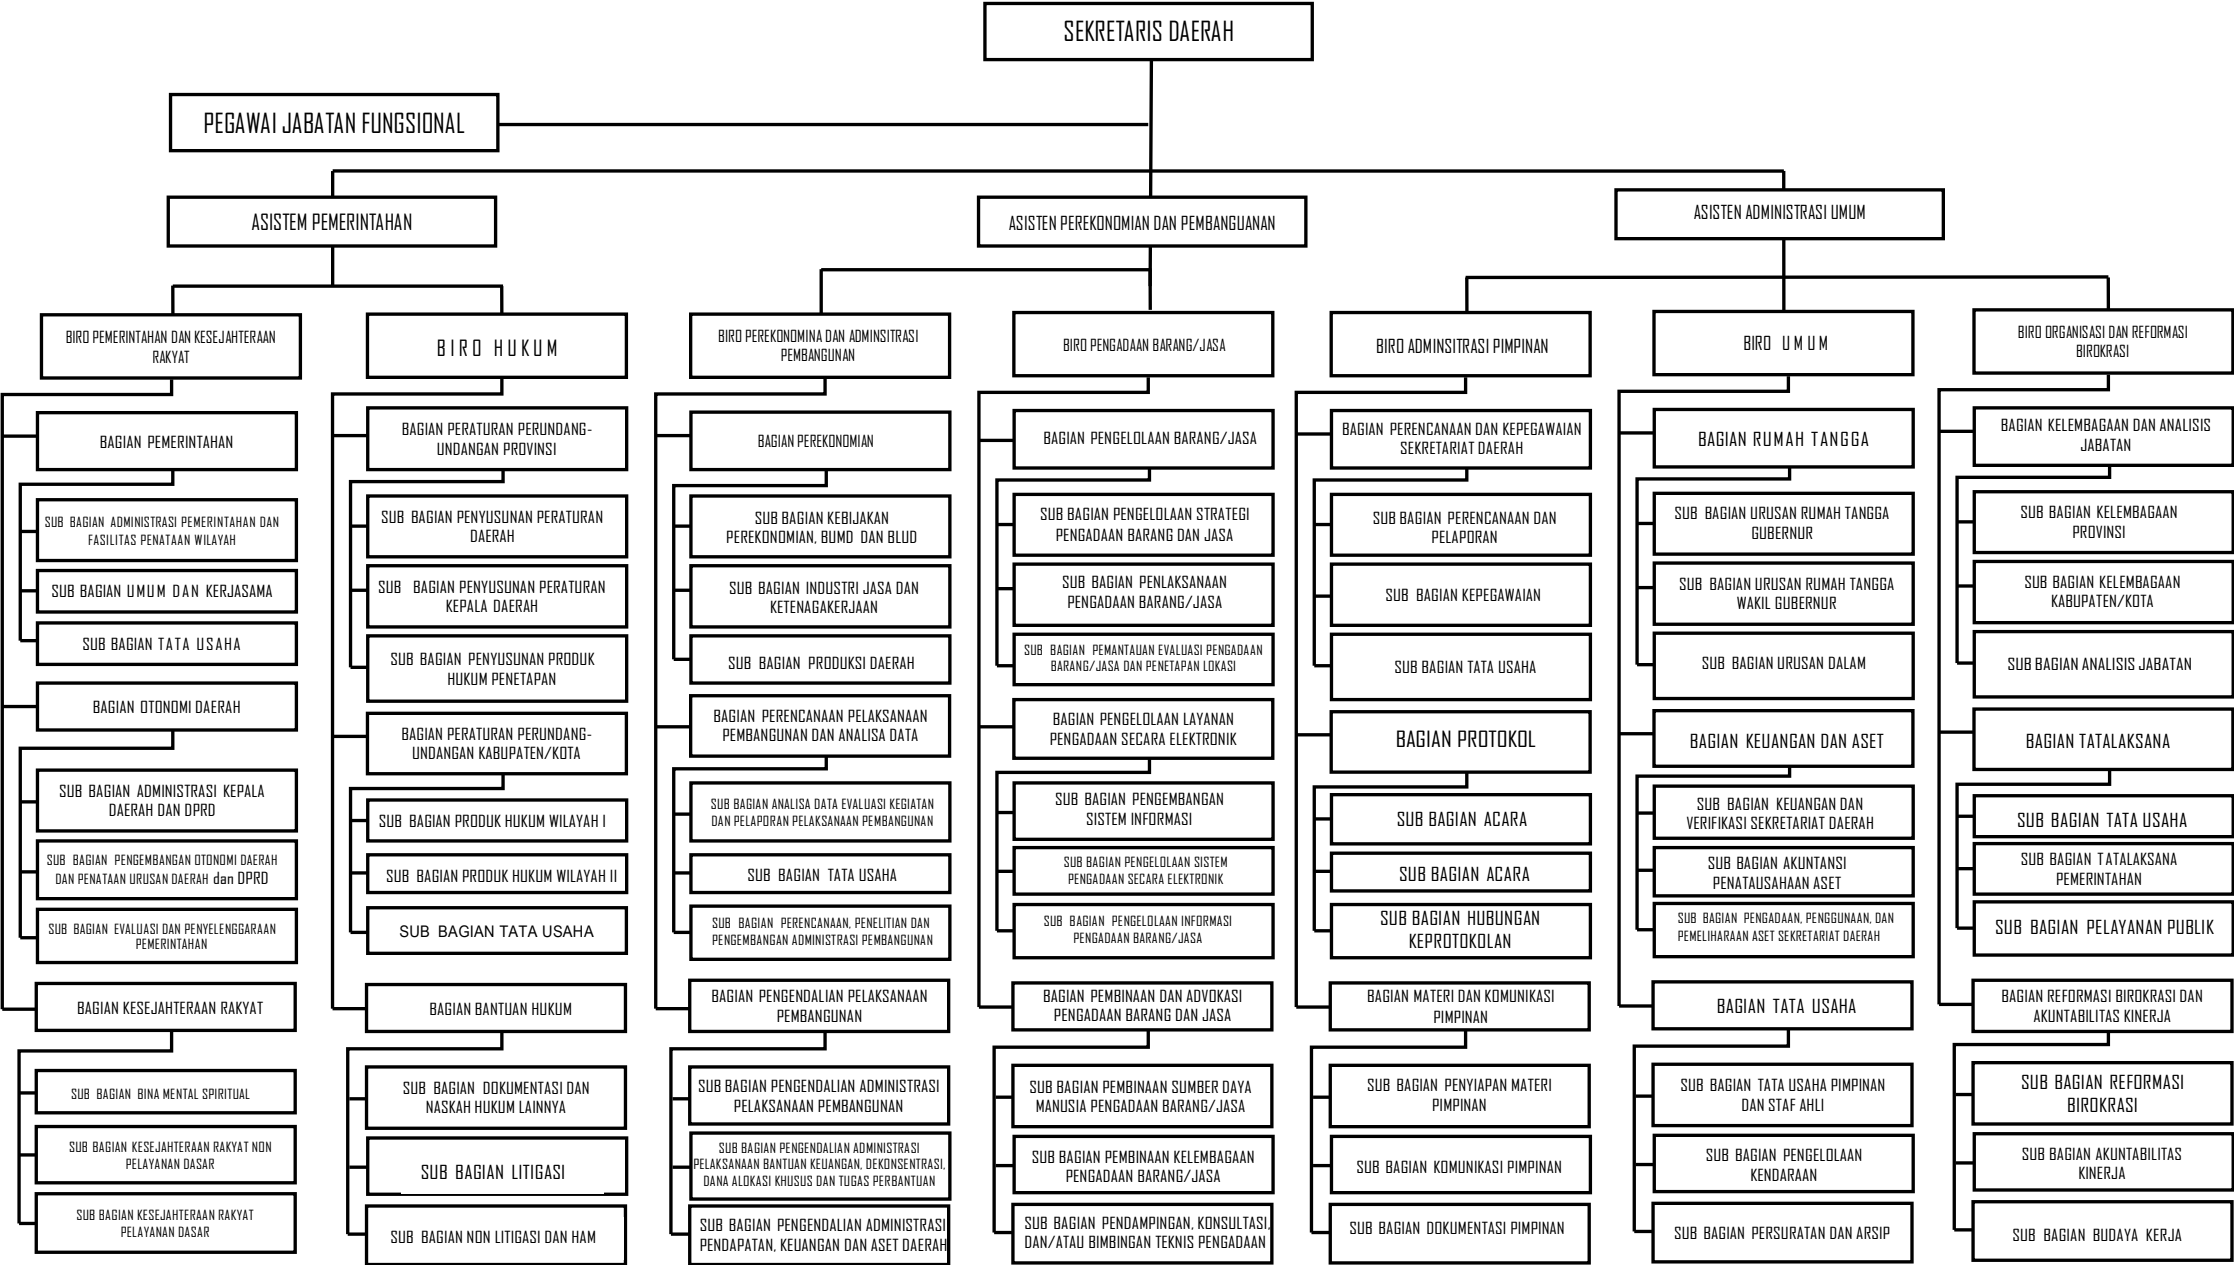 SEKRETARIS DAERAH
PEGAWAI JABATAN FUNGSIONAL
ASISTEM PEMERINTAHAN
ASISTEN PEREKONOMIAN DAN PEMBANGUANAN
ASISTEN ADMINISTRASI UMUM
BIRO PEMERINTAHAN DAN KESEJAHTERAAN
RAKYAT
BAGIAN PEMERINTAHAN
SUB BAGIAN ADMINISTRASI PEMERINTAHAN DAN
FASILITAS PENATAAN WILAYAH
SUB BAGIAN UMUM DAN KERJASAMA
SUB BAGIAN TATA USAHA
BAGIAN OTONOMI DAERAH
SUB BAGIAN ADMINISTRASI KEPALA
DAERAH DAN DPRD
SUB BAGIAN PENGEMBANGAN OTONOMI DAERAH
DAN PENATAAN URUSAN DAERAH dan DPRD
SUB BAGIAN EVALUASI DAN PENYELENGGARAAN
PEMERINTAHAN
BAGIAN KESEJAHTERAAN RAKYAT
SUB BAGIAN BINA MENTAL SPIRITUAL
SUB BAGIAN KESEJAHTERAAN RAKYAT NON
PELAYANAN DASAR
SUB BAGIAN KESEJAHTERAAN RAKYAT
PELAYANAN DASAR
BIRO HUKUM
BAGIAN PERATURAN PERUNDANG-
UNDANGAN PROVINSI
SUB BAGIAN PENYUSUNAN PERATURAN
DAERAH
SUB BAGIAN PENYUSUNAN PERATURAN
KEPALA DAERAH
SUB BAGIAN PENYUSUNAN PRODUK
HUKUM PENETAPAN
BAGIAN PERATURAN PERUNDANG-
UNDANGAN KABUPATEN/KOTA
SUB BAGIAN PRODUK HUKUM WILAYAH I
SUB BAGIAN PRODUK HUKUM WILAYAH II
SUB BAGIAN TATA USAHA
BAGIAN BANTUAN HUKUM
SUB BAGIAN DOKUMENTASI DAN
NASKAH HUKUM LAINNYA
SUB BAGIAN LITIGASI
SUB BAGIAN NON LITIGASI DAN HAM
BIRO PEREKONOMINA DAN ADMINSITRASI
PEMBANGUNAN
BAGIAN PEREKONOMIAN
SUB BAGIAN KEBIJAKAN
PEREKONOMIAN, BUMD DAN BLUD
SUB BAGIAN INDUSTRI JASA DAN
KETENAGAKERJAAN
SUB BAGIAN PRODUKSI DAERAH
BAGIAN PERENCANAAN PELAKSANAAN
PEMBANGUNAN DAN ANALISA DATA
SUB BAGIAN ANALISA DATA EVALUASI KEGIATAN
DAN PELAPORAN PELAKSANAAN PEMBANGUNAN
SUB BAGIAN TATA USAHA
SUB BAGIAN PERENCANAAN, PENELITIAN DAN
PENGEMBANGAN ADMINISTRASI PEMBANGUNAN
BAGIAN PENGENDALIAN PELAKSANAAN
PEMBANGUNAN
SUB BAGIAN PENGENDALIAN ADMINISTRASI
PELAKSANAAN PEMBANGUNAN
SUB BAGIAN PENGENDALIAN ADMINISTRASI
PELAKSANAAN BANTUAN KEUANGAN, DEKONSENTRASI,
DANA ALOKASI KHUSUS DAN TUGAS PERBANTUAN
SUB BAGIAN PENGENDALIAN ADMINISTRASI
PENDAPATAN, KEUANGAN DAN ASET DAERAH
BIRO PENGADAAN BARANG/JASA
BAGIAN PENGELOLAAN BARANG/JASA
SUB BAGIAN PENGELOLAAN STRATEGI
PENGADAAN BARANG DAN JASA
SUB BAGIAN PENLAKSANAAN
PENGADAAN BARANG/JASA
SUB BAGIAN PEMANTAUAN EVALUASI PENGADAAN
BARANG/JASA DAN PENETAPAN LOKASI
BAGIAN PENGELOLAAN LAYANAN
PENGADAAN SECARA ELEKTRONIK
SUB BAGIAN PENGEMBANGAN
SISTEM INFORMASI
SUB BAGIAN PENGELOLAAN SISTEM
PENGADAAN SECARA ELEKTRONIK
SUB BAGIAN PENGELOLAAN INFORMASI
PENGADAAN BARANG/JASA
BAGIAN PEMBINAAN DAN ADVOKASI
PENGADAAN BARANG DAN JASA
SUB BAGIAN PEMBINAAN SUMBER DAYA
MANUSIA PENGADAAN BARANG/JASA
SUB BAGIAN PEMBINAAN KELEMBAGAAN
PENGADAAN BARANG/JASA
SUB BAGIAN PENDAMPINGAN, KONSULTASI,
DAN/ATAU BIMBINGAN TEKNIS PENGADAAN
BIRO ADMINSITRASI PIMPINAN
BAGIAN PERENCANAAN DAN KEPEGAWAIAN
SEKRETARIAT DAERAH
SUB BAGIAN PERENCANAAN DAN
PELAPORAN
SUB BAGIAN KEPEGAWAIAN
SUB BAGIAN TATA USAHA
BAGIAN PROTOKOL
SUB BAGIAN ACARA
SUB BAGIAN ACARA
SUB BAGIAN HUBUNGAN
KEPROTOKOLAN
BAGIAN MATERI DAN KOMUNIKASI
PIMPINAN
SUB BAGIAN PENYIAPAN MATERI
PIMPINAN
SUB BAGIAN KOMUNIKASI PIMPINAN
SUB BAGIAN DOKUMENTASI PIMPINAN
BIRO UMUM
BAGIAN RUMAH TANGGA
SUB BAGIAN URUSAN RUMAH TANGGA
GUBERNUR
SUB BAGIAN URUSAN RUMAH TANGGA
WAKIL GUBERNUR
SUB BAGIAN URUSAN DALAM
BAGIAN KEUANGAN DAN ASET
SUB BAGIAN KEUANGAN DAN
VERIFIKASI SEKRETARIAT DAERAH
SUB BAGIAN AKUNTANSI
PENATAUSAHAAN ASET
SUB BAGIAN PENGADAAN, PENGGUNAAN, DAN
PEMELIHARAAN ASET SEKRETARIAT DAERAH
BAGIAN TATA USAHA
SUB BAGIAN TATA USAHA PIMPINAN
DAN STAF AHLI
SUB BAGIAN PENGELOLAAN
KENDARAAN
SUB BAGIAN PERSURATAN DAN ARSIP
BIRO ORGANISASI DAN REFORMASI
BIROKRASI
BAGIAN KELEMBAGAAN DAN ANALISIS
JABATAN
SUB BAGIAN KELEMBAGAAN
PROVINSI
SUB BAGIAN KELEMBAGAAN
KABUPATEN/KOTA
SUB BAGIAN ANALISIS JABATAN
BAGIAN TATALAKSANA
SUB BAGIAN TATA USAHA
SUB BAGIAN TATALAKSANA
PEMERINTAHAN
SUB BAGIAN PELAYANAN PUBLIK
BAGIAN REFORMASI BIROKRASI DAN
AKUNTABILITAS KINERJA
SUB BAGIAN REFORMASI
BIROKRASI
SUB BAGIAN AKUNTABILITAS
KINERJA
SUB BAGIAN BUDAYA KERJA